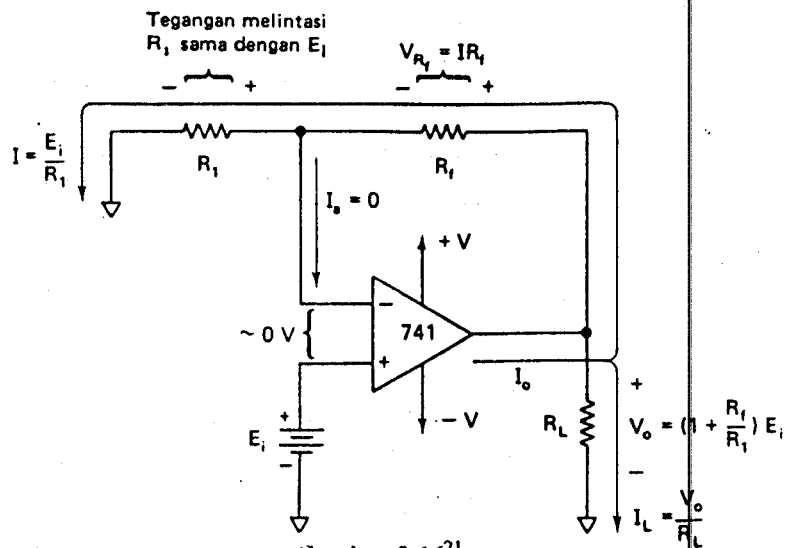 Tegangan melintasi
R₁ sama dengan Eᵢ
V_Rf = IR_f
− +
− +
I = Eᵢ/R₁
R₁
R_f
I_B = 0
+ V
−
~ 0 V
741
+
I_o
+
− V
+
Eᵢ
−
R_L
V_o = (1 + R_f/R₁) Eᵢ
−
I_L = V_o/R_L